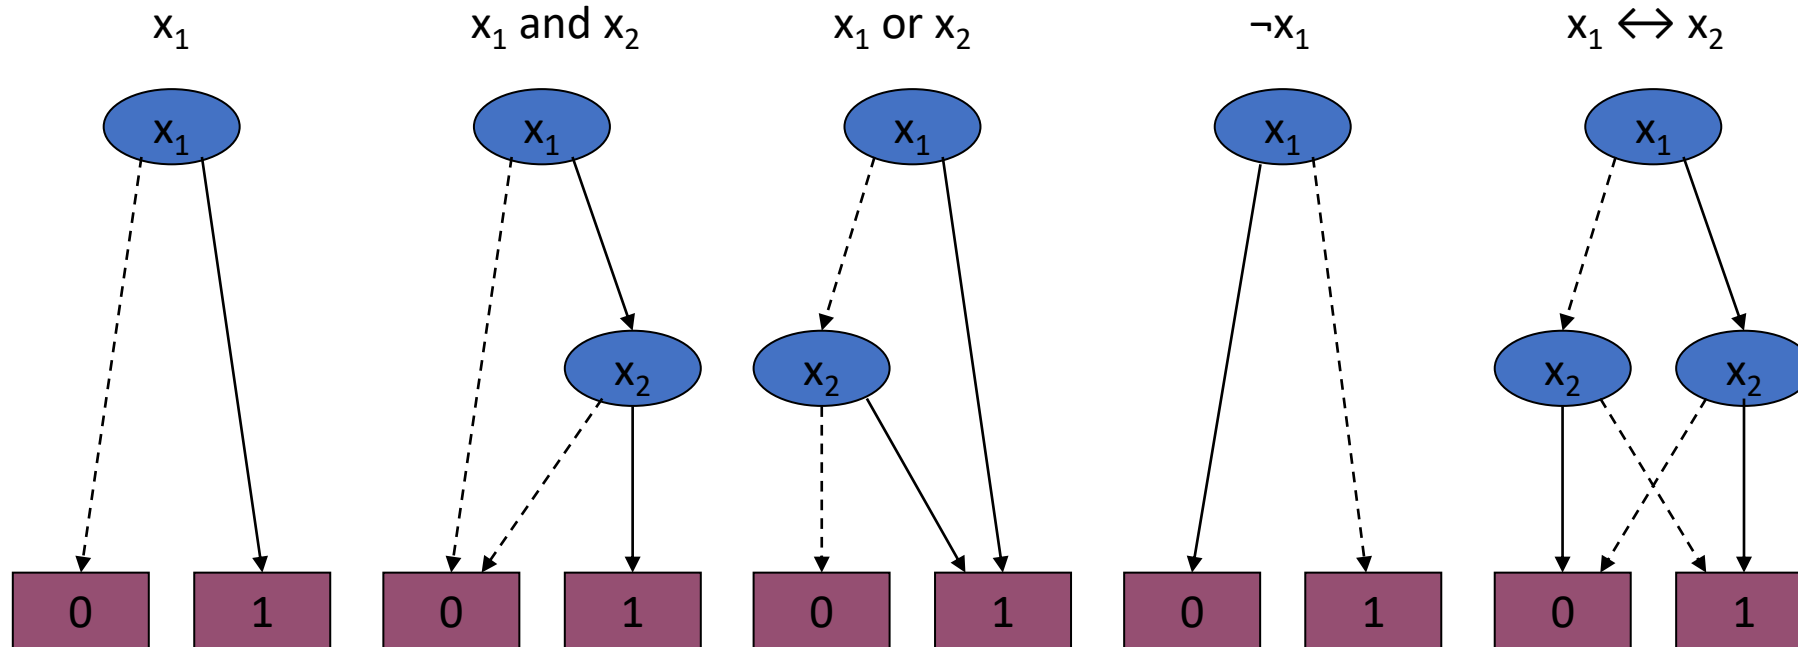 x₁ x₁ and x₂ x₁ or x₂ ¬x₁ x₁ ↔ x₂
x₁ x₁ x₁ x₁ x₁
x₂ x₂ x₂ x₂
0 1 0 1 0 1 0 1 0 1